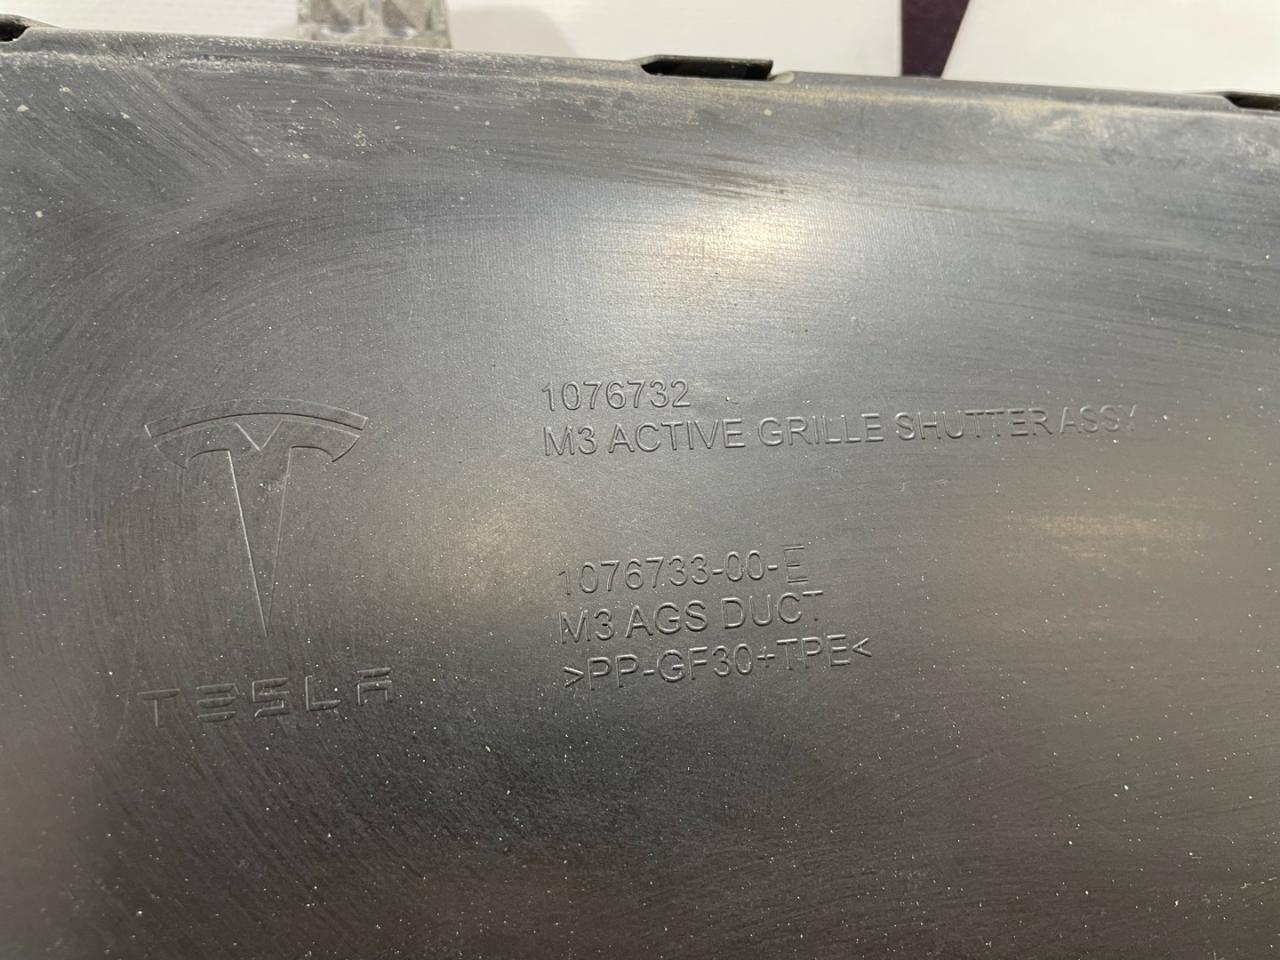 1076732
M3 ACTIVE GRILLE SHUTTER ASSY
1076733-00-E
M3 AGS DUCT
>PP-GF30+TPE<
TESLA